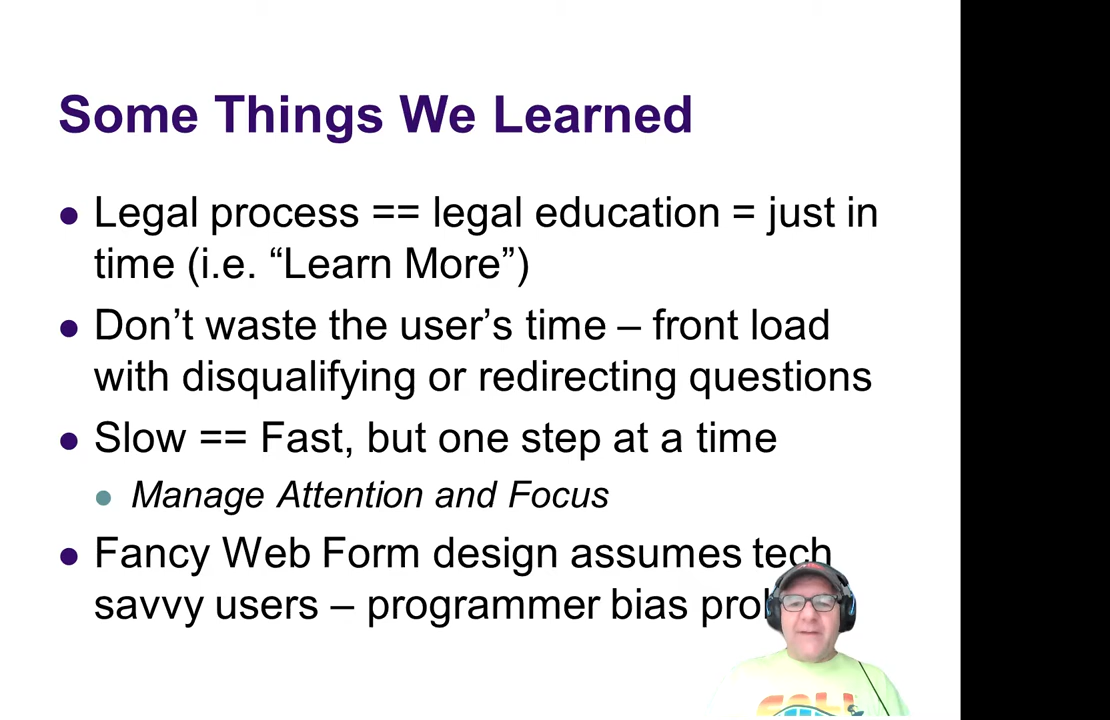 Some Things We Learned
Legal process == legal education = just in
time (i.e. “Learn More”)
Don’t waste the user’s time – front load
with disqualifying or redirecting questions
Slow == Fast, but one step at a time
Manage Attention and Focus
Fancy Web Form design assumes tech
savvy users – programmer bias